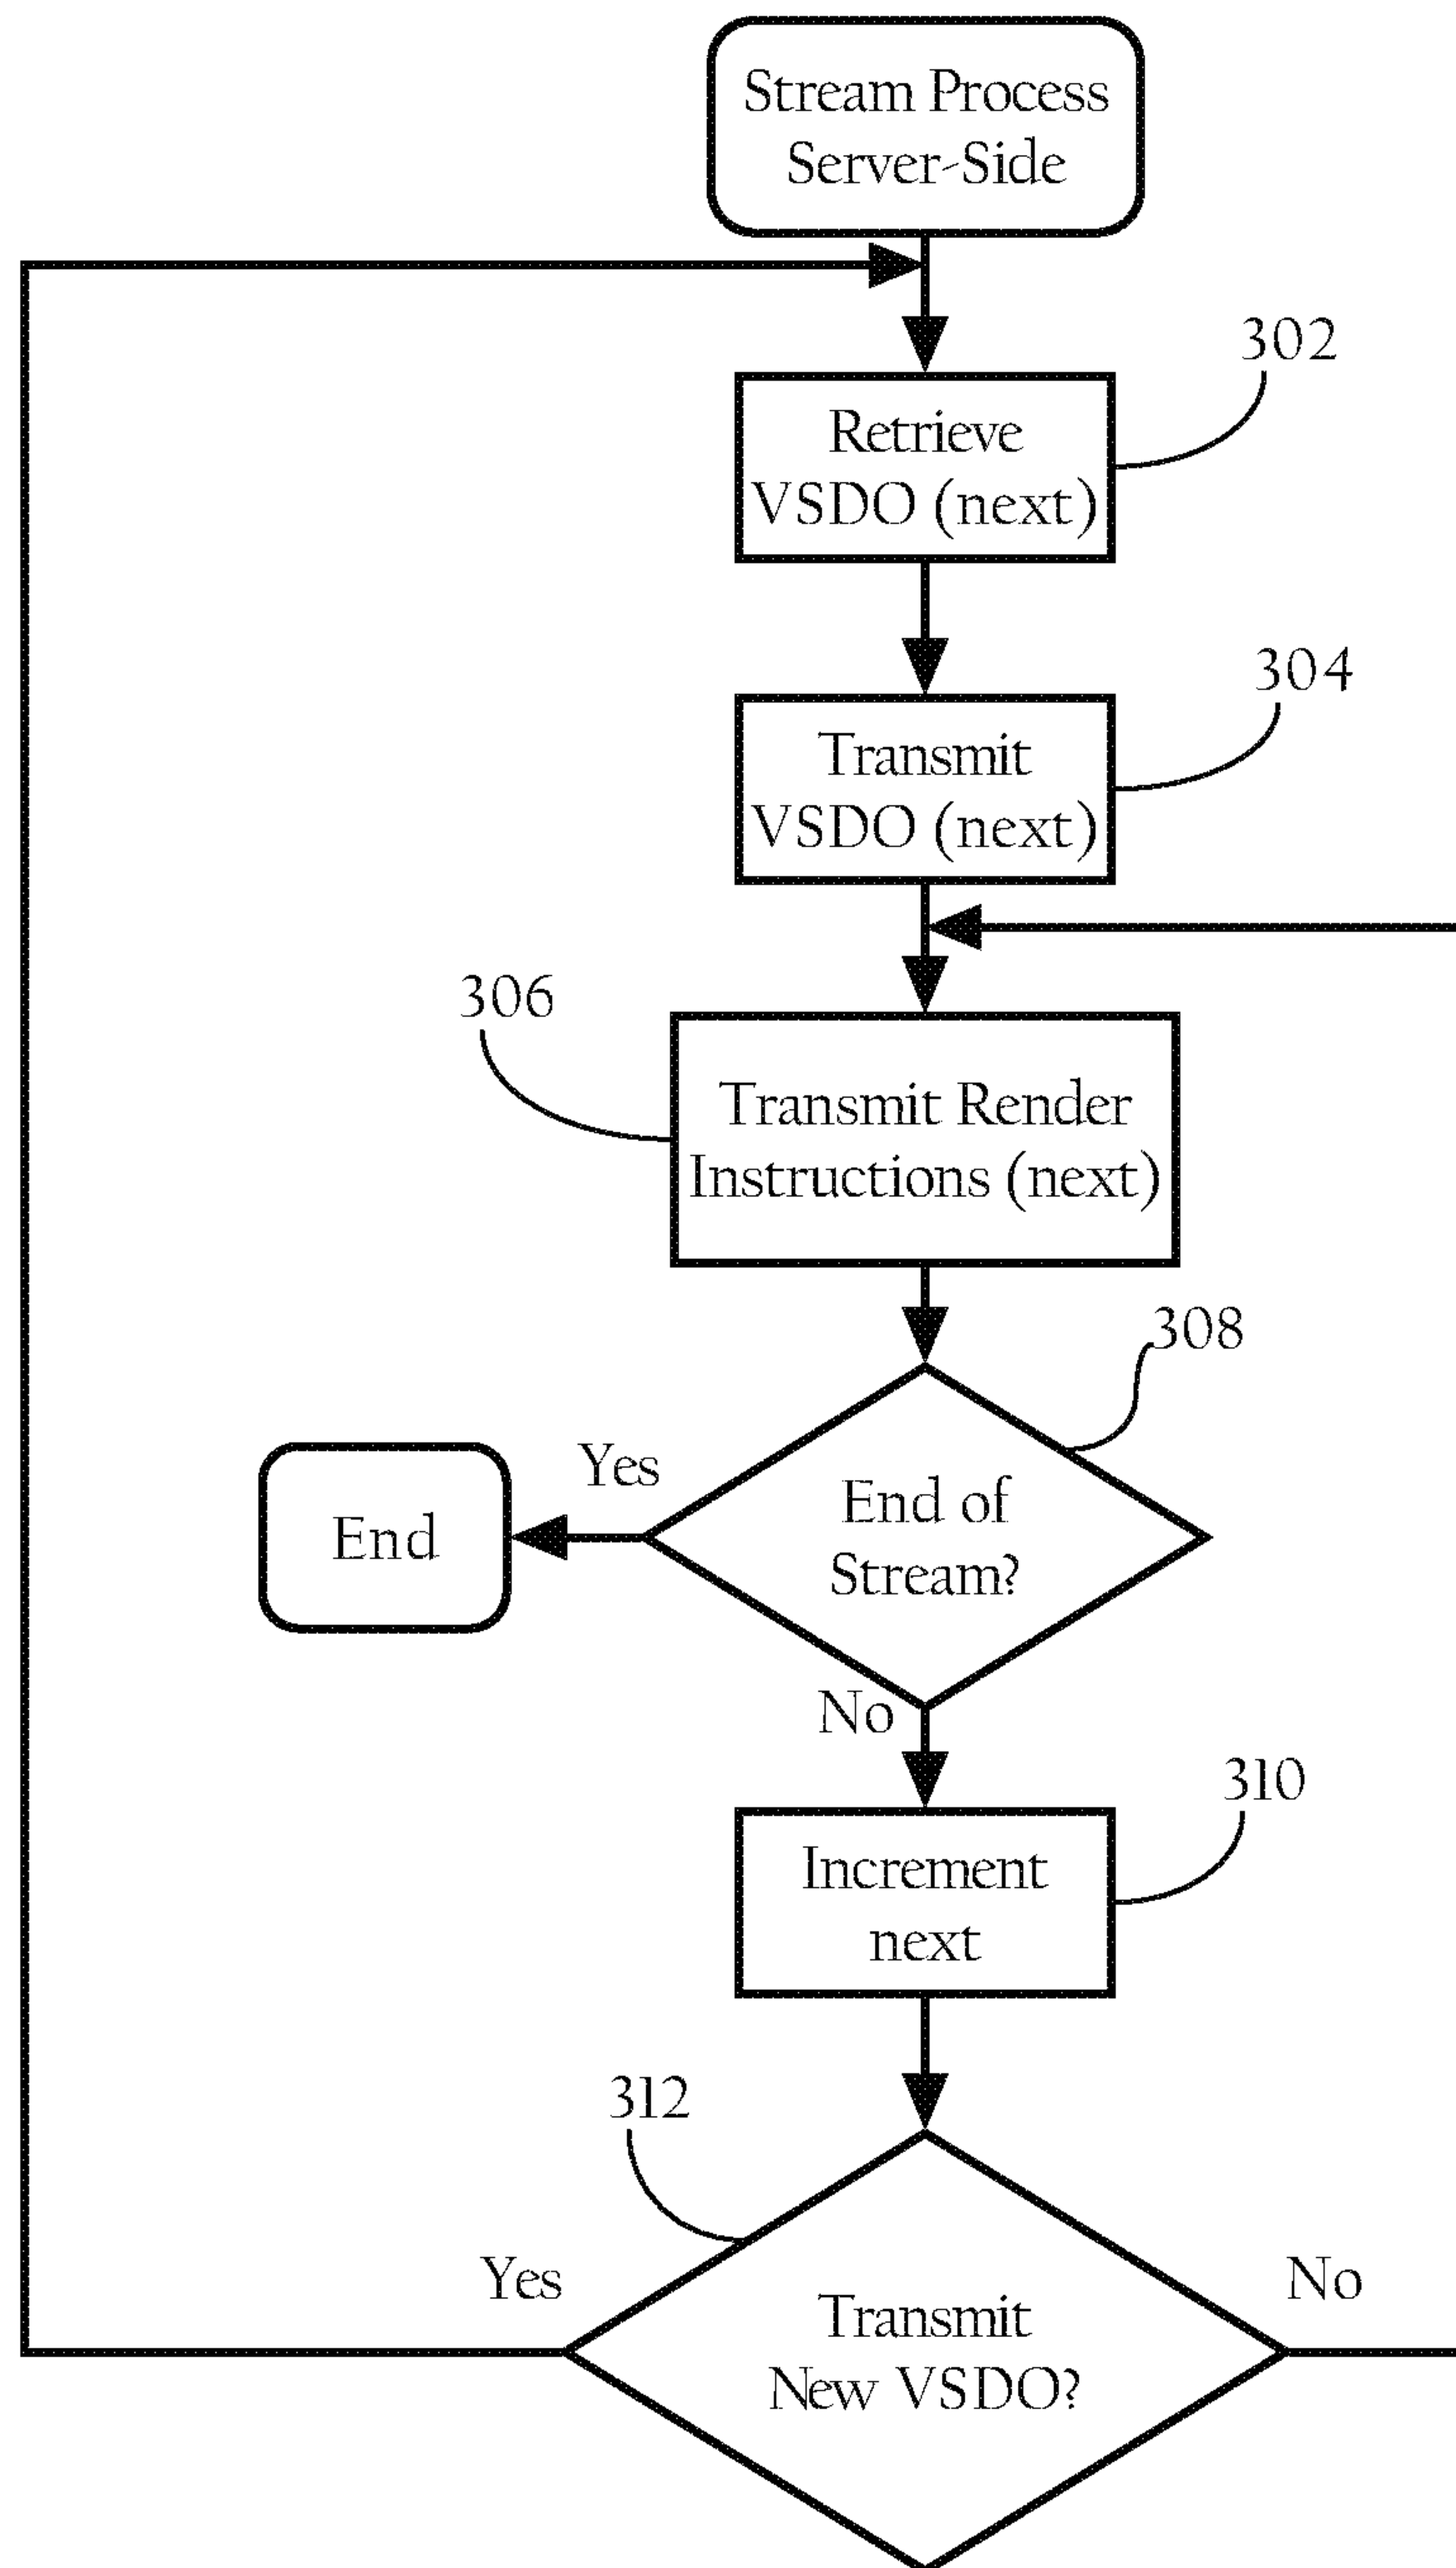 Stream Process
Server-Side
302
Retrieve
VSDO (next)
304
Transmit
VSDO (next)
306
Transmit Render
Instructions (next)
308
Yes
End of
Stream?
End
No
310
Increment
next
312
Yes
No
Transmit
New VSDO?